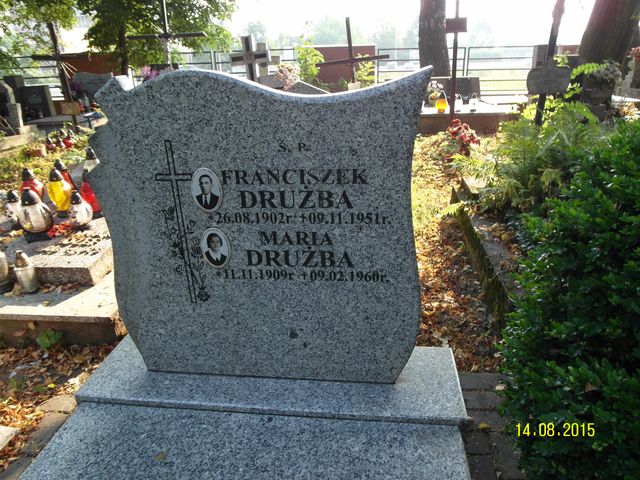 Ś. P.
FRANCISZEK
DRUŻBA
*26.08.1902r. +09.11.1951r.
MARIA
DRUŻBA
*11.11.1909r +09.02.1960r.
14.08.2015